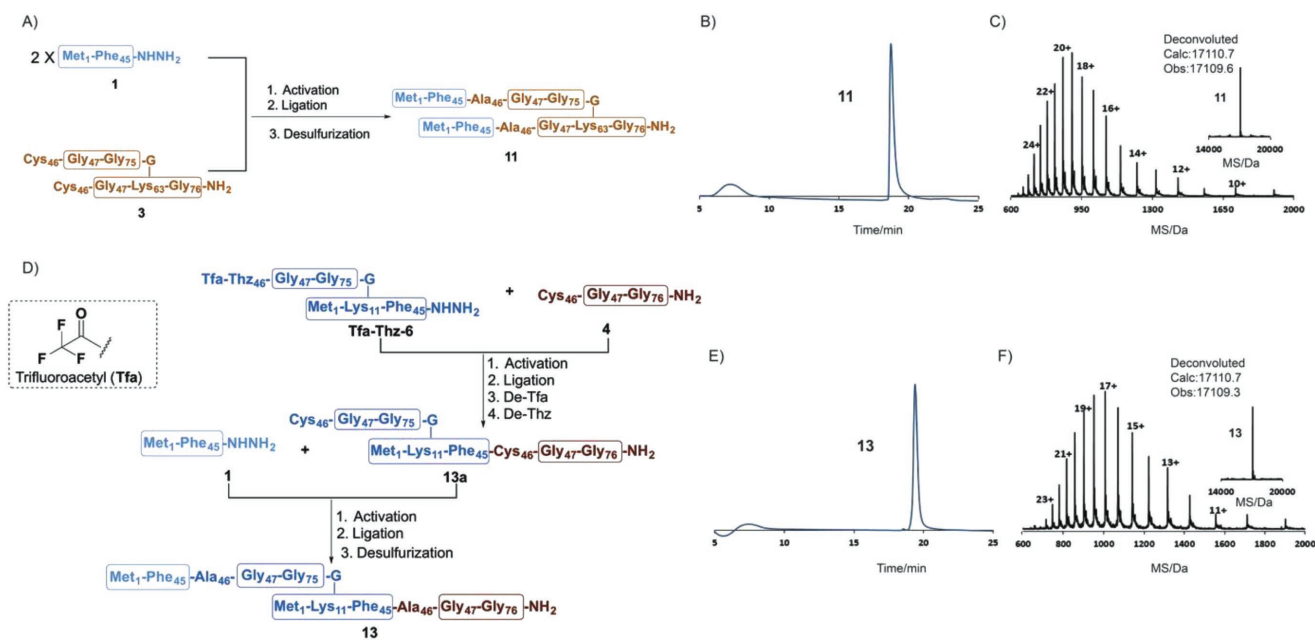 A)
2 X Met₁-Phe₄₅-NHNH₂
1
Cys₄₆-Gly₄₇-Gly₇₅-G
Cys₄₆-Gly₄₇-Lys₆₃-Gly₇₆-NH₂
3
1. Activation
2. Ligation
3. Desulfurization
Met₁-Phe₄₅-Ala₄₆-Gly₄₇-Gly₇₅-G
Met₁-Phe₄₅-Ala₄₆-Gly₄₇-Lys₆₃-Gly₇₆-NH₂
11
B)
11
5 10 15 20 25
Time/min
C)
Deconvoluted
Calc:17110.7
Obs:17109.6
20+
18+
22+
16+
24+
14+
12+
10+
11
14000 20000
MS/Da
600 950 1300 1650 2000
MS/Da
D)
F
F
F
O
Trifluoroacetyl (Tfa)
Tfa-Thz₄₆-Gly₄₇-Gly₇₅-G
Met₁-Lys₁₁-Phe₄₅-NHNH₂
Tfa-Thz-6
+
Cys₄₆-Gly₄₇-Gly₇₆-NH₂
4
1. Activation
2. Ligation
3. De-Tfa
4. De-Thz
Met₁-Phe₄₅-NHNH₂
1
+
Cys₄₆-Gly₄₇-Gly₇₅-G
Met₁-Lys₁₁-Phe₄₅-Cys₄₆-Gly₄₇-Gly₇₆-NH₂
13a
1. Activation
2. Ligation
3. Desulfurization
Met₁-Phe₄₅-Ala₄₆-Gly₄₇-Gly₇₅-G
Met₁-Lys₁₁-Phe₄₅-Ala₄₆-Gly₄₇-Gly₇₆-NH₂
13
E)
13
5 10 15 20 25
Time/min
F)
Deconvoluted
Calc:17110.7
Obs:17109.3
17+
19+
15+
21+
13+
23+
11+
13
14000 20000
MS/Da
600 800 1000 1200 1400 1600 1800 2000
MS/Da